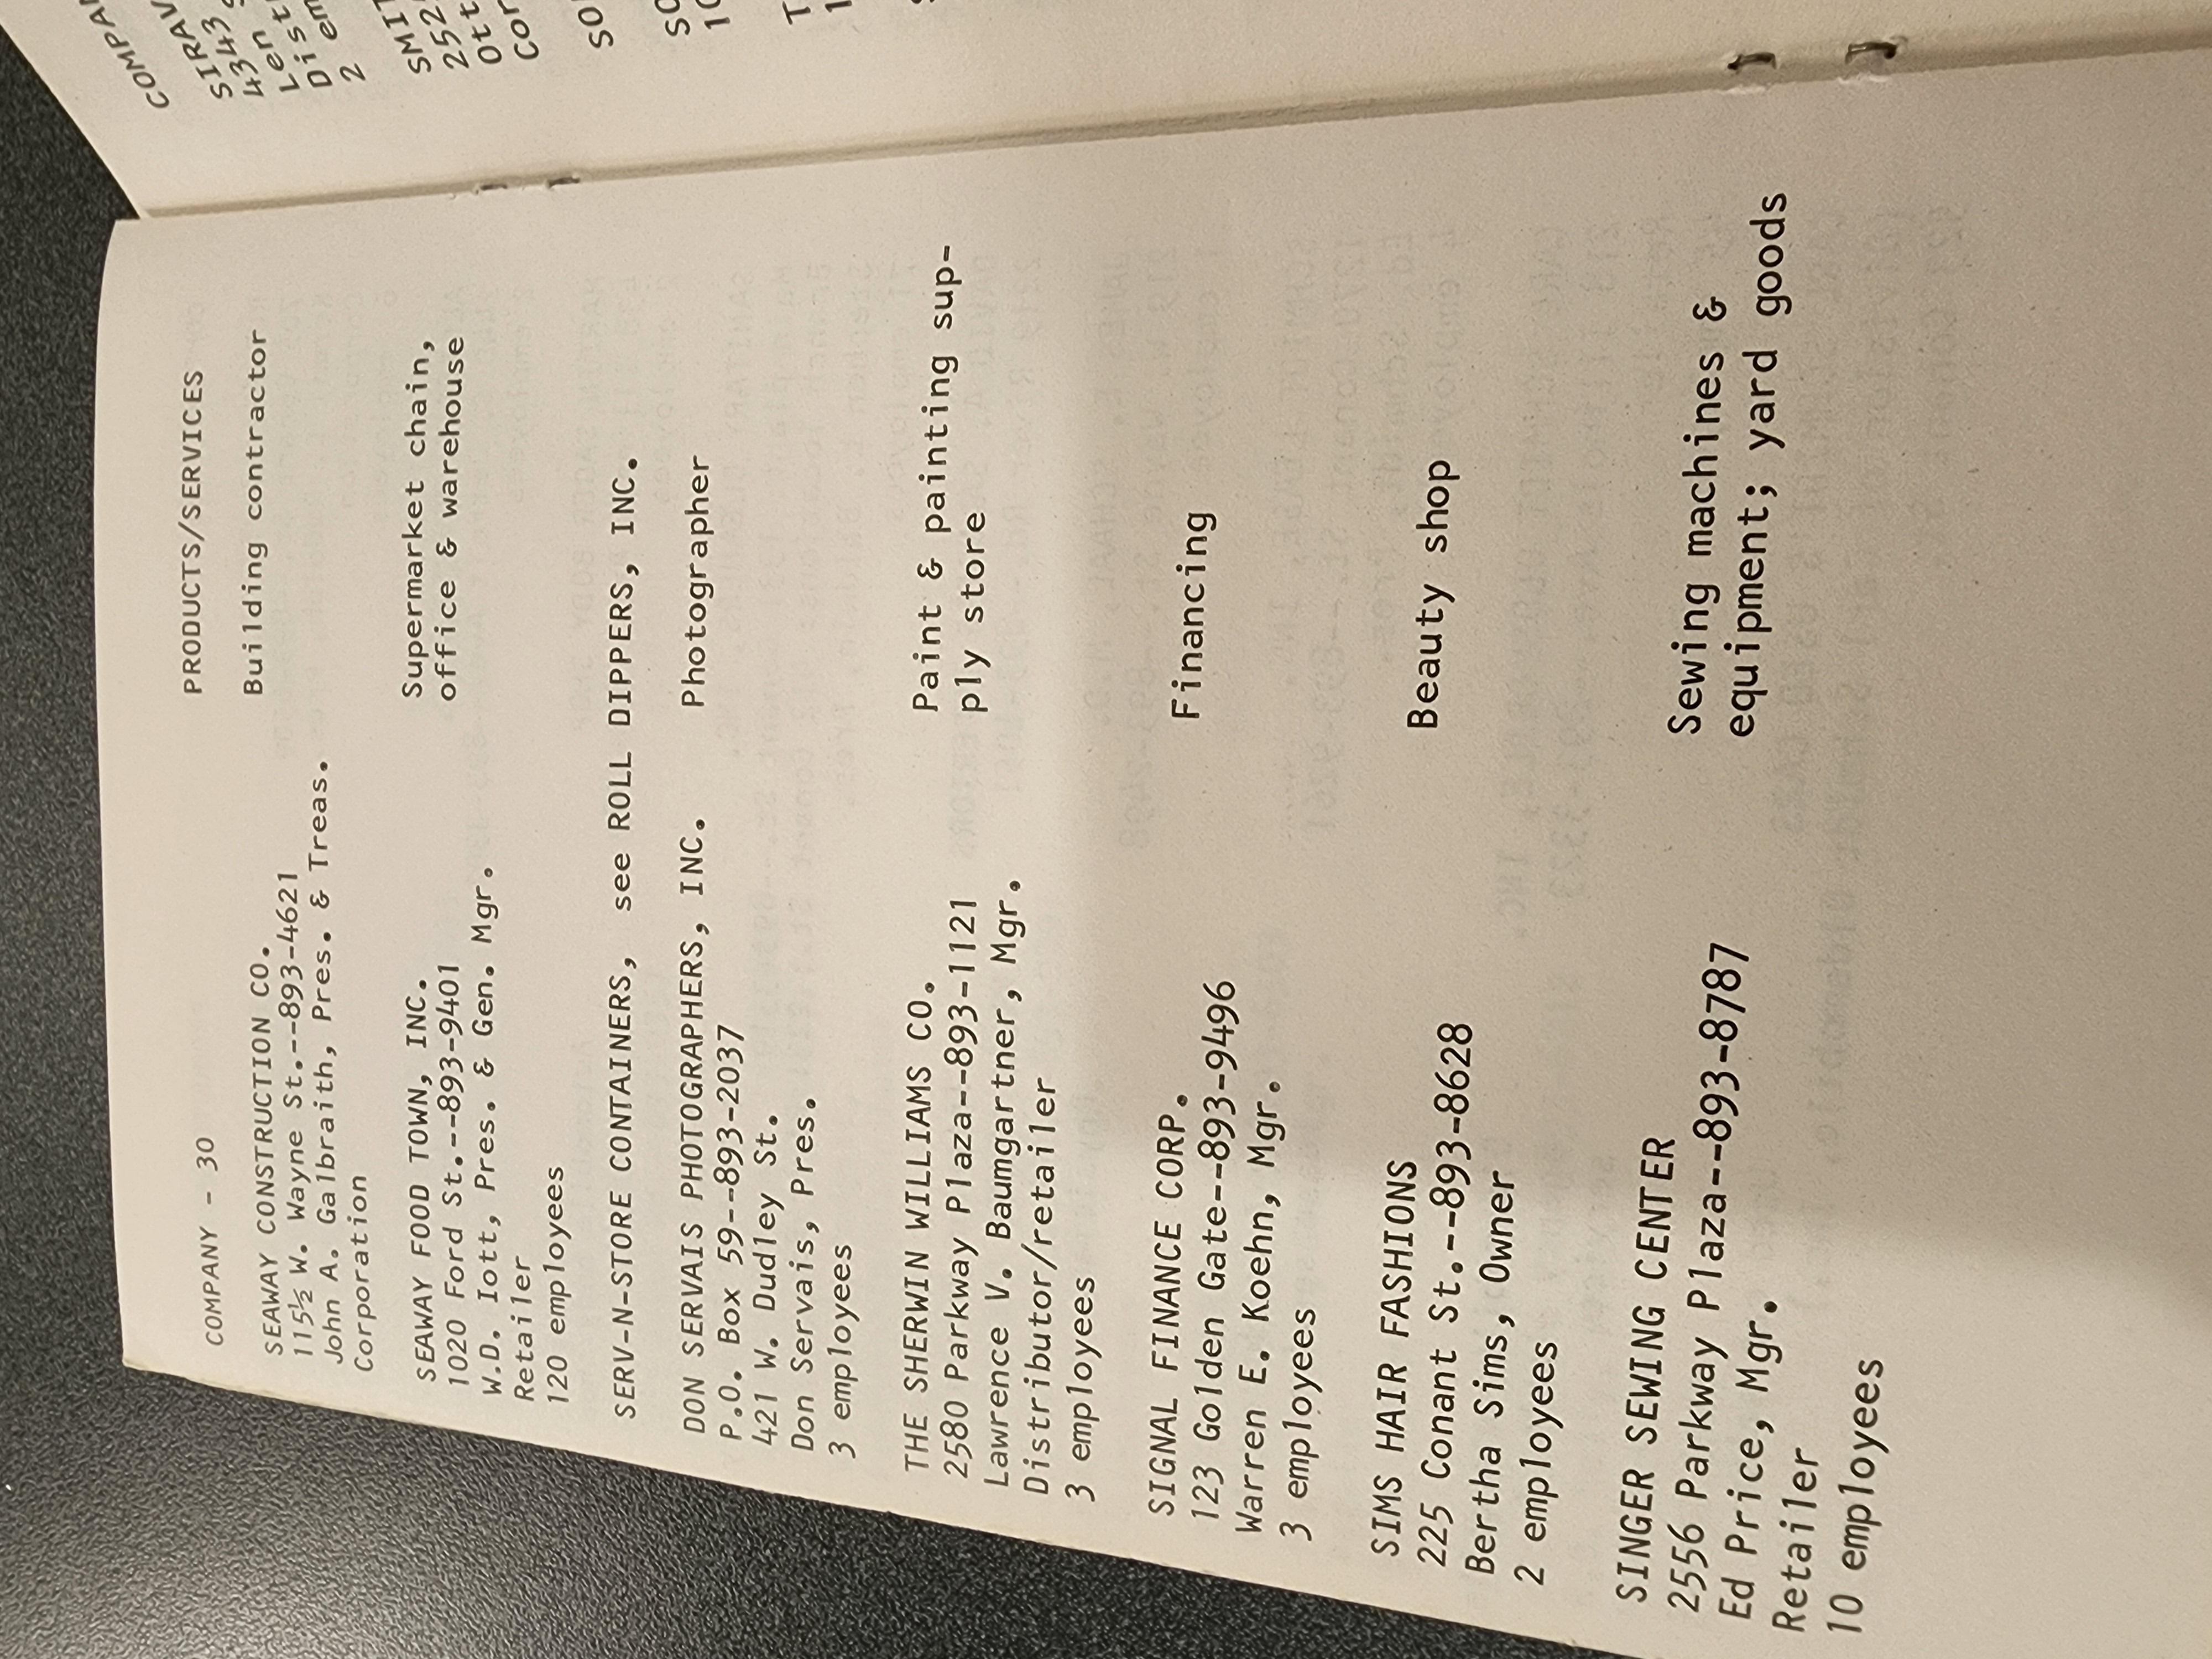 COMPANY - 30 PRODUCTS/SERVICES
SEAWAY CONSTRUCTION CO. Building contractor
115½ W. Wayne St.--893-4621
John A. Galbraith, Pres. & Treas.
Corporation
SEAWAY FOOD TOWN, INC. Supermarket chain,
1020 Ford St.--893-9401 office & warehouse
W.D. Iott, Pres. & Gen. Mgr.
Retailer
120 employees
SERV-N-STORE CONTAINERS, see ROLL DIPPERS, INC.
DON SERVAIS PHOTOGRAPHERS, INC. Photographer
P.O. Box 59--893-2037
421 W. Dudley St.
Don Servais, Pres.
3 employees
THE SHERWIN WILLIAMS CO. Paint & painting sup-
2580 Parkway Plaza--893-1121 ply store
Lawrence V. Baumgartner, Mgr.
Distributor/retailer
3 employees
SIGNAL FINANCE CORP. Financing
123 Golden Gate--893-9496
Warren E. Koehn, Mgr.
3 employees
SIMS HAIR FASHIONS Beauty shop
225 Conant St.--893-8628
Bertha Sims, Owner
2 employees
SINGER SEWING CENTER Sewing machines &
2556 Parkway Plaza--893-8787 equipment; yard goods
Ed Price, Mgr.
Retailer
10 employees
4343
Len
2